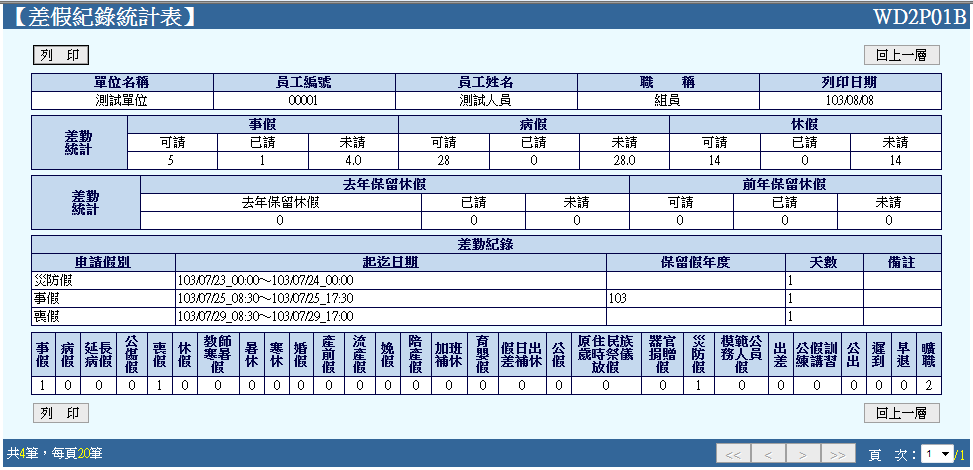 【差假紀錄統計表】 WD2P01B
列 印 回上一層
單位名稱 員工編號 員工姓名 職 稱 列印日期
測試單位 00001 測試人員 組員 103/08/08
差勤統計 事假 病假 休假
可請 已請 未請 可請 已請 未請 可請 已請 未請
5 1 4.0 28 0 28.0 14 0 14
差勤統計 去年保留休假 前年保留休假
去年保留休假 已請 未請 可請 已請 未請
0 0 0 0 0 0
差勤紀錄
申請假別 起迄日期 保留假年度 天數 備註
災防假 103/07/23_00:00～103/07/24_00:00 1
事假 103/07/25_08:30～103/07/25_17:30 103 1
喪假 103/07/29_08:30～103/07/29_17:00 1
事假 病假 延長病假 公傷假 喪假 休假 教師寒暑假 暑休 寒休 婚假 產前假 流產假 娩假 陪產假 加班補休 育嬰假 假日出差補休 公假 原住民族歲時祭儀放假 器官捐贈假 災防假 模範公務人員假 出差 公假訓練講習 公出 遲到 早退 曠職
1 0 0 0 1 0 0 0 0 0 0 0 0 0 0 0 0 0 0 0 1 0 0 0 0 0 0 2
列 印 回上一層
共4筆，每頁20筆 << < > >> 頁 次：1 /1